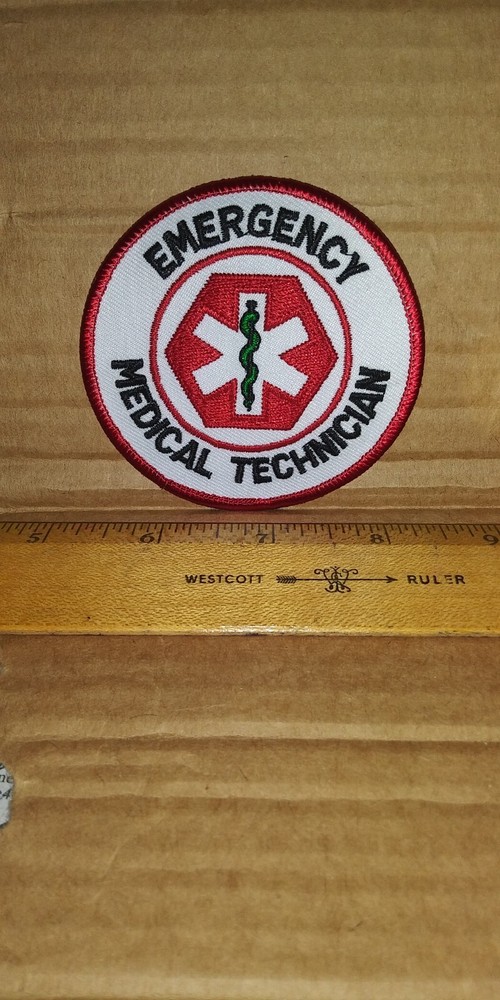 EMERGENCY
MEDICAL TECHNICIAN
5 6 7 8 9
WESTCOTT RULER